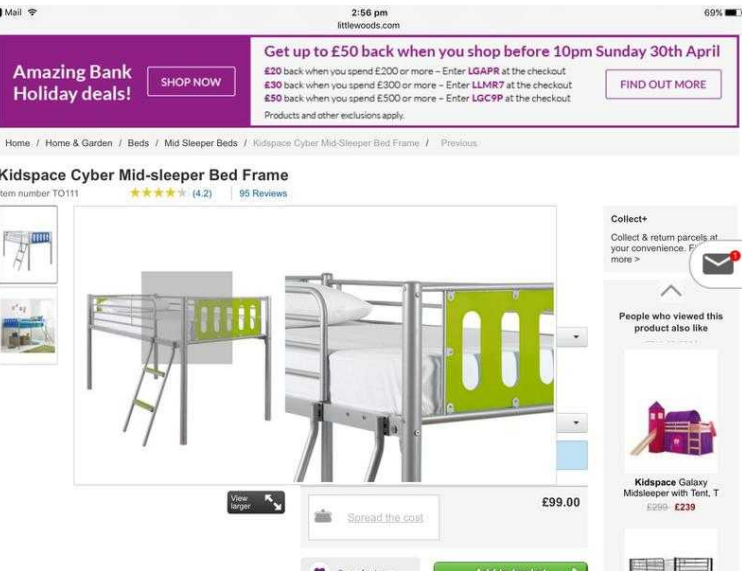 Mail
2:56 pm
69%
littlewoods.com
Amazing Bank
Holiday deals!
SHOP NOW
Get up to £50 back when you shop before 10pm Sunday 30th April
£20 back when you spend £200 or more – Enter LGAPR at the checkout
£30 back when you spend £300 or more – Enter LLMR7 at the checkout
£50 back when you spend £500 or more – Enter LGC9P at the checkout
Products and other exclusions apply.
FIND OUT MORE
Home / Home & Garden / Beds / Mid Sleeper Beds / Kidspace Cyber Mid-Sleeper Bed Frame / Previous
Kidspace Cyber Mid-sleeper Bed Frame
Item number TO111
(4.2)
95 Reviews
Collect+
Collect & return parcels at
your convenience.
more >
1
People who viewed this
product also like
View
larger
£99.00
Spread the cost
Kidspace Galaxy
Midsleeper with Tent, T
£299 £239